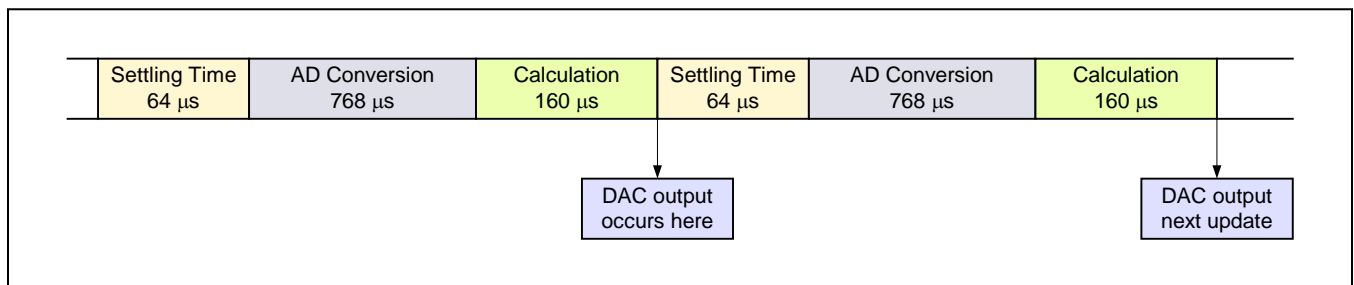 Settling Time
64 μs
AD Conversion
768 μs
Calculation
160 μs
Settling Time
64 μs
AD Conversion
768 μs
Calculation
160 μs
DAC output
occurs here
DAC output
next update